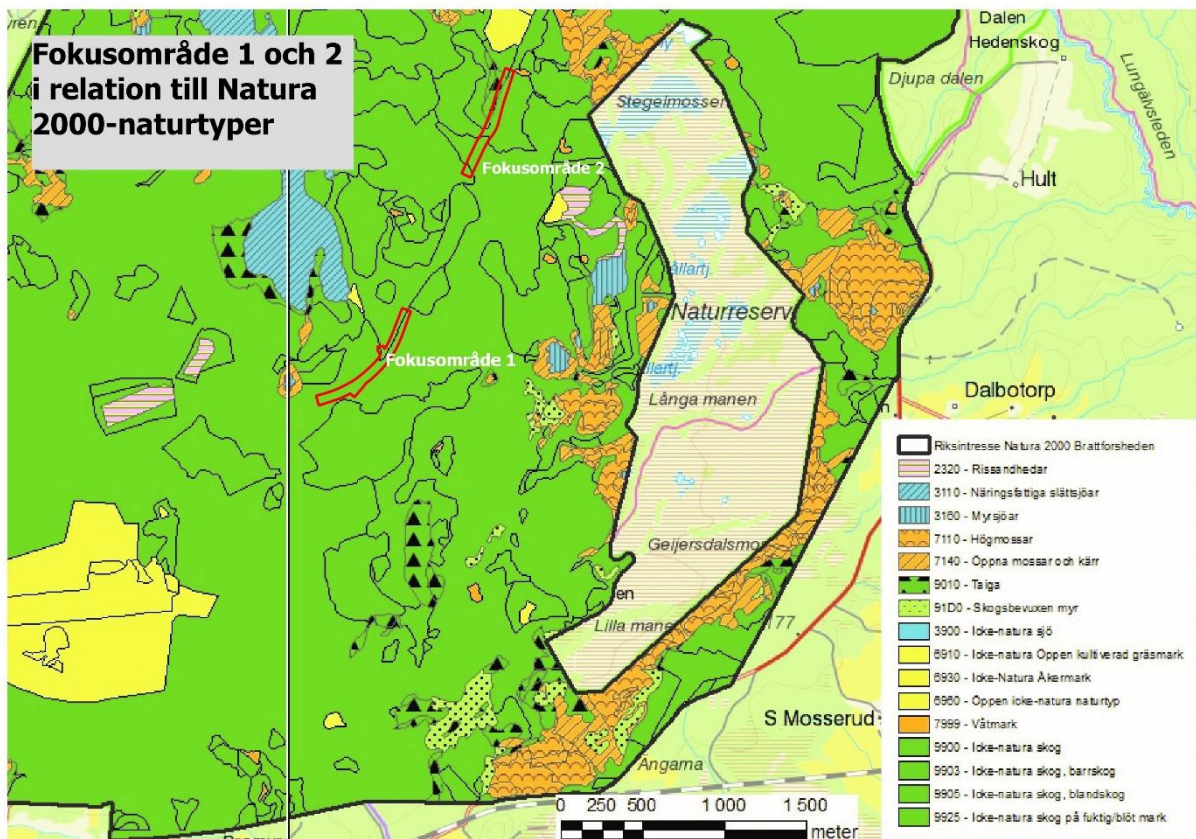 Fokusområde 1 och 2
i relation till Natura
2000-naturtyper
Dalen
Hedenskog
Djupa dalen
Lungälvsleden
Stegelmossen
Fokusområde 2
Hult
Naturreserv
Fokusområde 1
Långa manen
Dalbotorp
Geijersdalsmo
Lilla mane
177
S Mosserud
Ängarna
Riksintresse Natura 2000 Brattforsheden
2320 - Rissandhedar
3110 - Näringsfattiga slättsjöar
3160 - Myrsjöar
7110 - Högmossar
7140 - Öppna mossar och kärr
9010 - Taiga
91D0 - Skogsbevuxen myr
3900 - Icke-natura sjö
6910 - Icke-natura Öppen kultiverad gräsmark
6930 - Icke-Natura Åkermark
6960 - Öppen icke-natura naturtyp
7999 - Våtmark
9900 - Icke-natura skog
9903 - Icke-natura skog, barrskog
9905 - Icke-natura skog, blandskog
9925 - Icke-natura skog på fuktig/blöt mark
0 250 500 1 000 1 500
meter